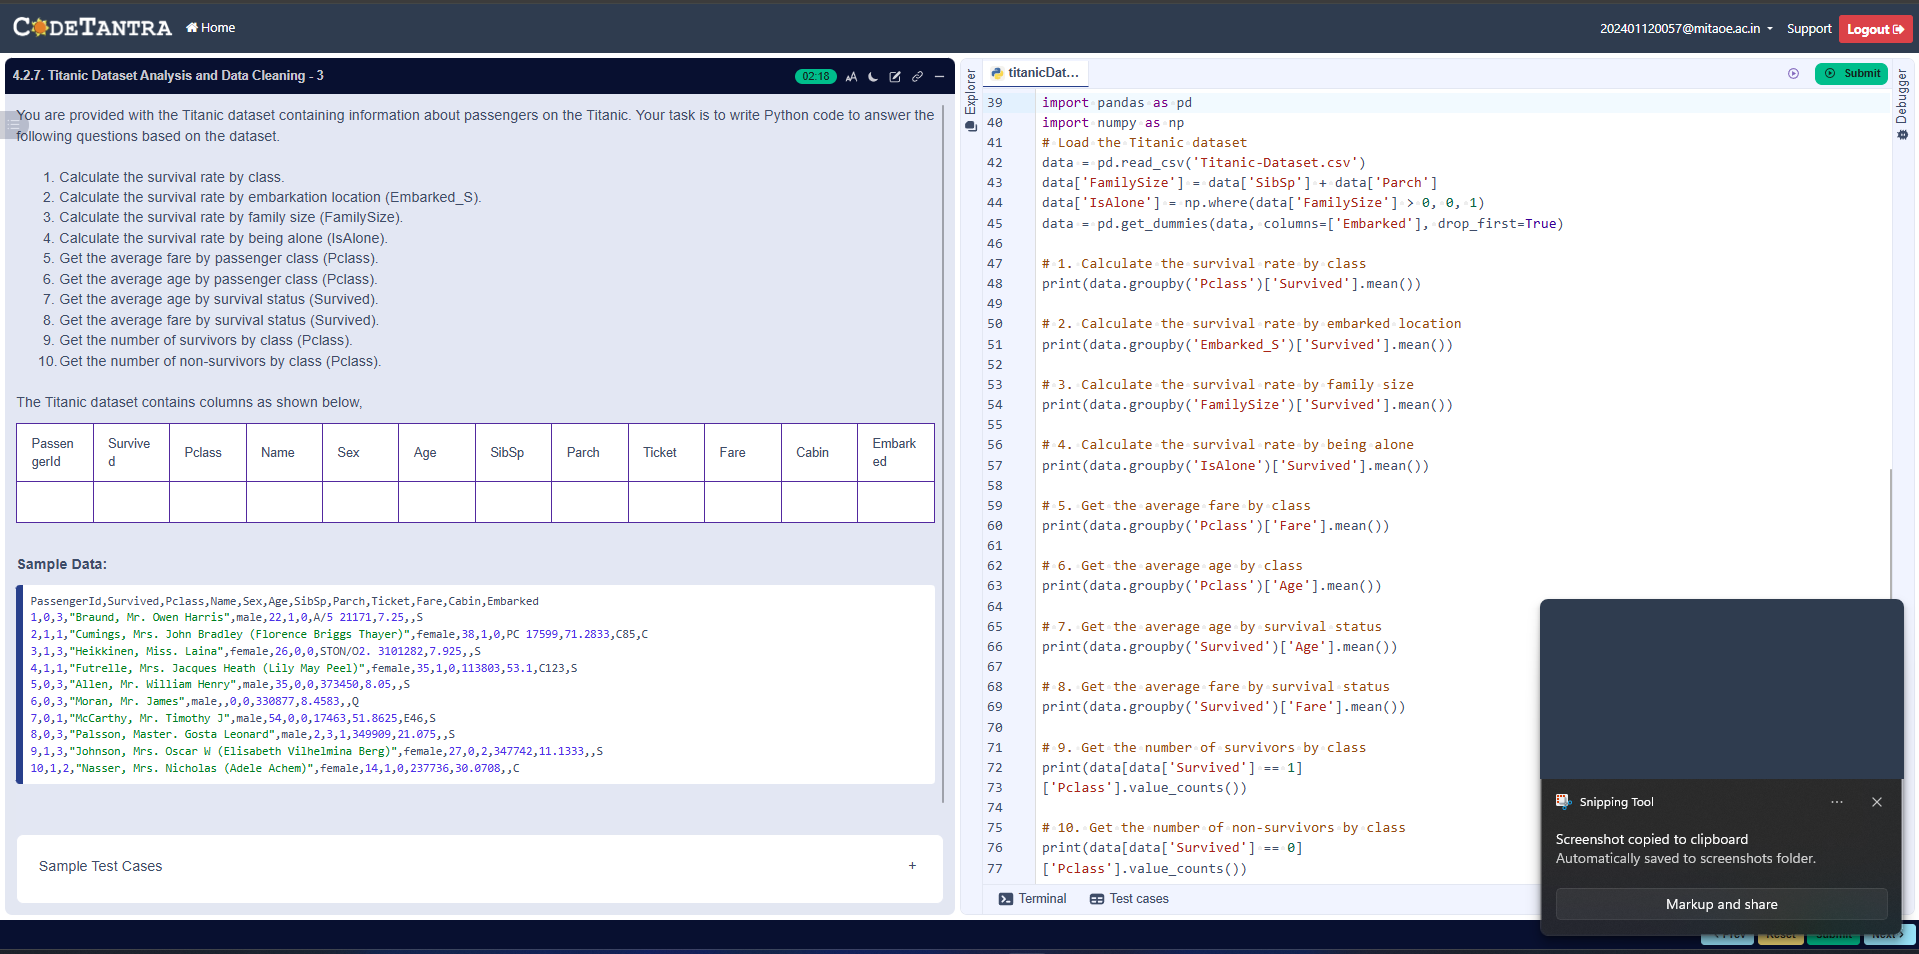 CODETANTRA
Home
202401120057@mitaoe.ac.in
Support
Logout
4.2.7. Titanic Dataset Analysis and Data Cleaning - 3
02:18
You are provided with the Titanic dataset containing information about passengers on the Titanic. Your task is to write Python code to answer the
following questions based on the dataset.
1. Calculate the survival rate by class.
2. Calculate the survival rate by embarkation location (Embarked_S).
3. Calculate the survival rate by family size (FamilySize).
4. Calculate the survival rate by being alone (IsAlone).
5. Get the average fare by passenger class (Pclass).
6. Get the average age by passenger class (Pclass).
7. Get the average age by survival status (Survived).
8. Get the average fare by survival status (Survived).
9. Get the number of survivors by class (Pclass).
10. Get the number of non-survivors by class (Pclass).
The Titanic dataset contains columns as shown below,
Passen
gerId
Survive
d
Pclass
Name
Sex
Age
SibSp
Parch
Ticket
Fare
Cabin
Embark
ed
Sample Data:
PassengerId,Survived,Pclass,Name,Sex,Age,SibSp,Parch,Ticket,Fare,Cabin,Embarked
1,0,3,"Braund, Mr. Owen Harris",male,22,1,0,A/5 21171,7.25,,S
2,1,1,"Cumings, Mrs. John Bradley (Florence Briggs Thayer)",female,38,1,0,PC 17599,71.2833,C85,C
3,1,3,"Heikkinen, Miss. Laina",female,26,0,0,STON/O2. 3101282,7.925,,S
4,1,1,"Futrelle, Mrs. Jacques Heath (Lily May Peel)",female,35,1,0,113803,53.1,C123,S
5,0,3,"Allen, Mr. William Henry",male,35,0,0,373450,8.05,,S
6,0,3,"Moran, Mr. James",male,,0,0,330877,8.4583,,Q
7,0,1,"McCarthy, Mr. Timothy J",male,54,0,0,17463,51.8625,E46,S
8,0,3,"Palsson, Master. Gosta Leonard",male,2,3,1,349909,21.075,,S
9,1,3,"Johnson, Mrs. Oscar W (Elisabeth Vilhelmina Berg)",female,27,0,2,347742,11.1333,,S
10,1,2,"Nasser, Mrs. Nicholas (Adele Achem)",female,14,1,0,237736,30.0708,,C
Sample Test Cases
+
Explorer
titanicDat...
Submit
Debugger
39 import pandas as pd
40 import numpy as np
41 # Load the Titanic dataset
42 data = pd.read_csv('Titanic-Dataset.csv')
43 data['FamilySize'] = data['SibSp'] + data['Parch']
44 data['IsAlone'] = np.where(data['FamilySize'] > 0, 0, 1)
45 data = pd.get_dummies(data, columns=['Embarked'], drop_first=True)
46
47 # 1. Calculate the survival rate by class
48 print(data.groupby('Pclass')['Survived'].mean())
49
50 # 2. Calculate the survival rate by embarked location
51 print(data.groupby('Embarked_S')['Survived'].mean())
52
53 # 3. Calculate the survival rate by family size
54 print(data.groupby('FamilySize')['Survived'].mean())
55
56 # 4. Calculate the survival rate by being alone
57 print(data.groupby('IsAlone')['Survived'].mean())
58
59 # 5. Get the average fare by class
60 print(data.groupby('Pclass')['Fare'].mean())
61
62 # 6. Get the average age by class
63 print(data.groupby('Pclass')['Age'].mean())
64
65 # 7. Get the average age by survival status
66 print(data.groupby('Survived')['Age'].mean())
67
68 # 8. Get the average fare by survival status
69 print(data.groupby('Survived')['Fare'].mean())
70
71 # 9. Get the number of survivors by class
72 print(data[data['Survived'] == 1]
73 ['Pclass'].value_counts())
74
75 # 10. Get the number of non-survivors by class
76 print(data[data['Survived'] == 0]
77 ['Pclass'].value_counts())
Terminal
Test cases
Snipping Tool
Screenshot copied to clipboard
Automatically saved to screenshots folder.
Markup and share